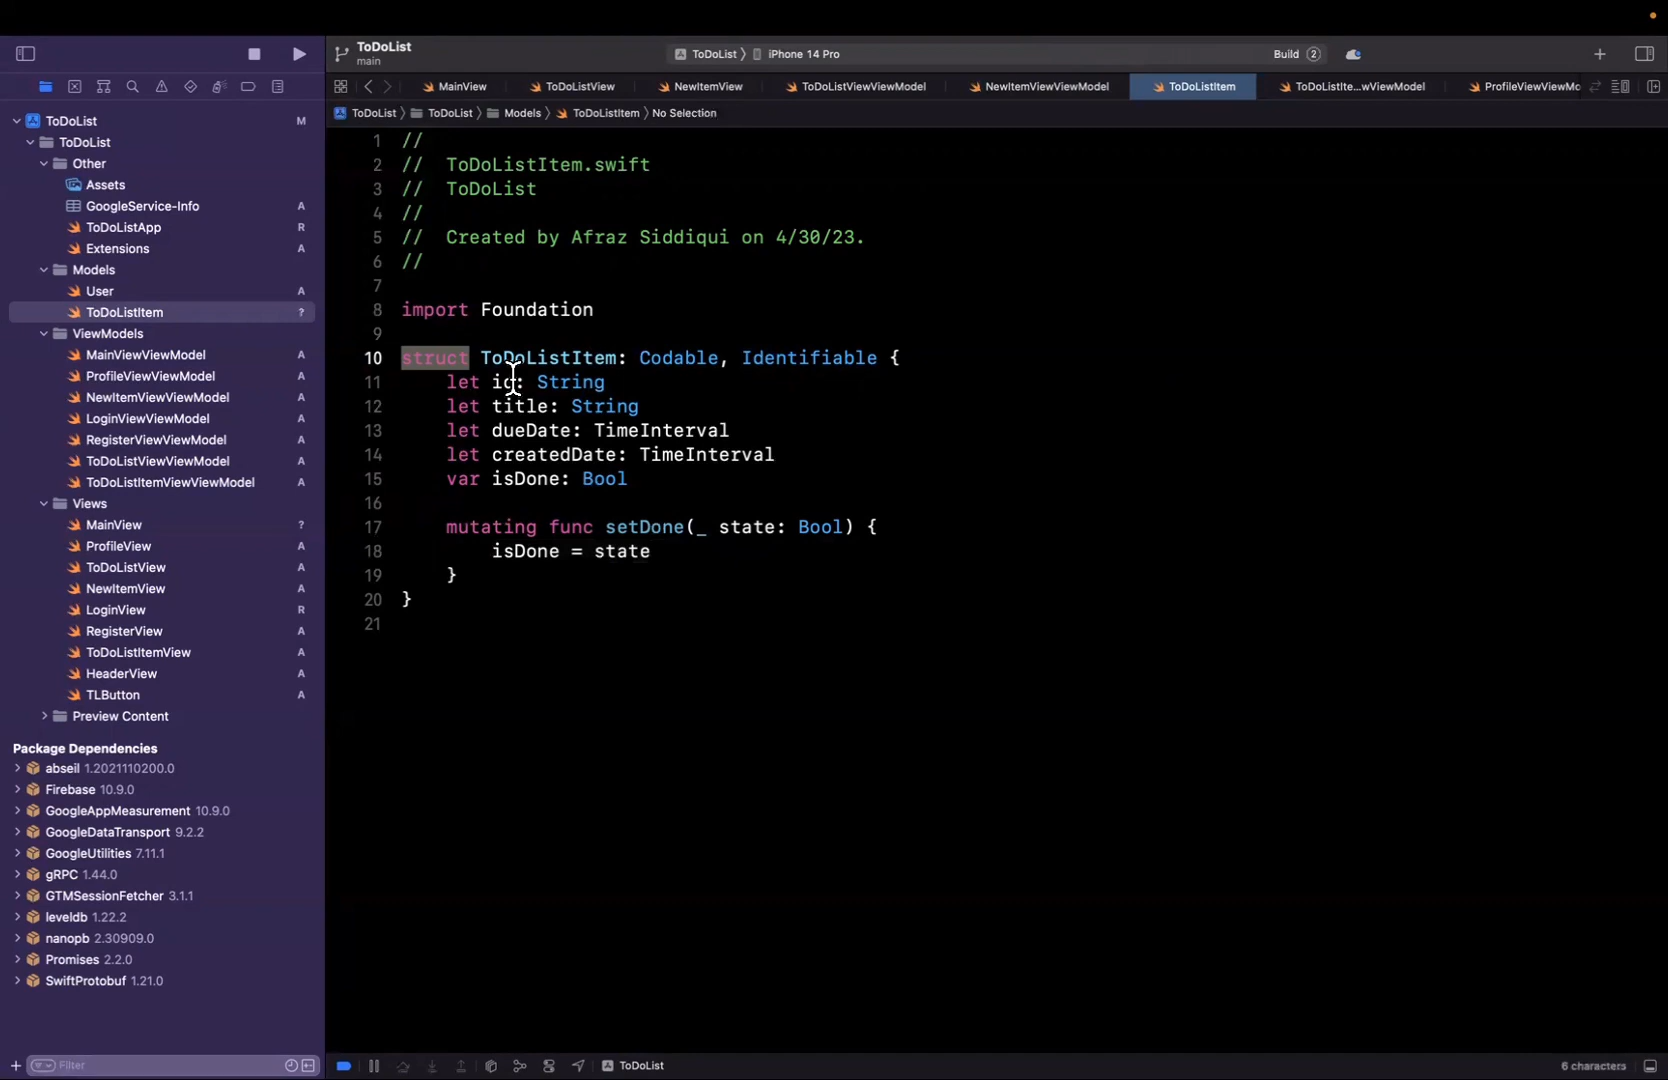 ToDoList
main
ToDoList 〉 iPhone 14 Pro
Build 2
MainView
ToDoListView
NewItemView
ToDoListViewViewModel
NewItemViewViewModel
ToDoListItem
ToDoListIte...wViewModel
ProfileViewViewMo
ToDoList 〉 ToDoList 〉 Models 〉 ToDoListItem 〉 No Selection
ToDoList M
ToDoList
Other
Assets
GoogleService-Info A
ToDoListApp R
Extensions A
Models
User A
ToDoListItem ?
ViewModels
MainViewViewModel A
ProfileViewViewModel A
NewItemViewViewModel A
LoginViewViewModel A
RegisterViewViewModel A
ToDoListViewViewModel A
ToDoListItemViewViewModel A
Views
MainView ?
ProfileView A
ToDoListView A
NewItemView A
LoginView R
RegisterView A
ToDoListItemView A
HeaderView A
TLButton A
Preview Content
Package Dependencies
abseil 1.2021110200.0
Firebase 10.9.0
GoogleAppMeasurement 10.9.0
GoogleDataTransport 9.2.2
GoogleUtilities 7.11.1
gRPC 1.44.0
GTMSessionFetcher 3.1.1
leveldb 1.22.2
nanopb 2.30909.0
Promises 2.2.0
SwiftProtobuf 1.21.0
Filter
1 //
2 //  ToDoListItem.swift
3 //  ToDoList
4 //
5 //  Created by Afraz Siddiqui on 4/30/23.
6 //
7
8 import Foundation
9
10 struct ToDoListItem: Codable, Identifiable {
11     let id: String
12     let title: String
13     let dueDate: TimeInterval
14     let createdDate: TimeInterval
15     var isDone: Bool
16
17     mutating func setDone(_ state: Bool) {
18         isDone = state
19     }
20 }
21
ToDoList
6 characters